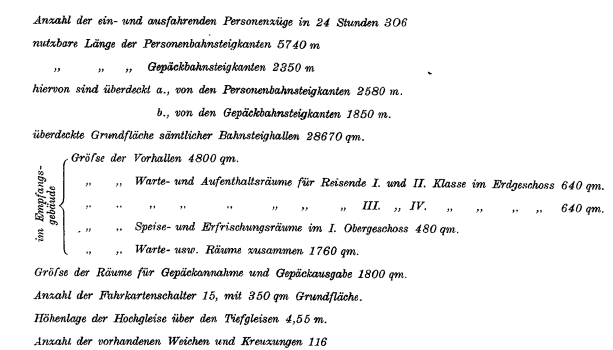 Anzahl der ein- und ausfahrenden Personenzüge in 24 Stunden 306
nutzbare Länge der Personenbahnsteigkanten 5740 m
„ „ „ Gepäckbahnsteigkanten 2350 m
hiervon sind überdeckt a., von den Personenbahnsteigkanten 2580 m.
b., von den Gepäckbahnsteigkanten 1850 m.
überdeckte Grundfläche sämtlicher Bahnsteighallen 28670 qm.
im Empfangs-
gebäude
Gröfse der Vorhallen 4800 qm.
„ „ Warte- und Aufenthaltsräume für Reisende I. und II. Klasse im Erdgeschoss 640 qm.
„ „ „ „ „ „ „ „ III. „ IV. „ „ „ „ 640 qm.
„ „ Speise- und Erfrischungsräume im I. Obergeschoss 480 qm.
„ „ Warte- usw. Räume zusammen 1760 qm.
Gröfse der Räume für Gepäckannahme und Gepäckausgabe 1800 qm.
Anzahl der Fahrkartenschalter 15, mit 350 qm Grundfläche.
Höhenlage der Hochgleise über den Tiefgleisen 4,55 m.
Anzahl der vorhandenen Weichen und Kreuzungen 116